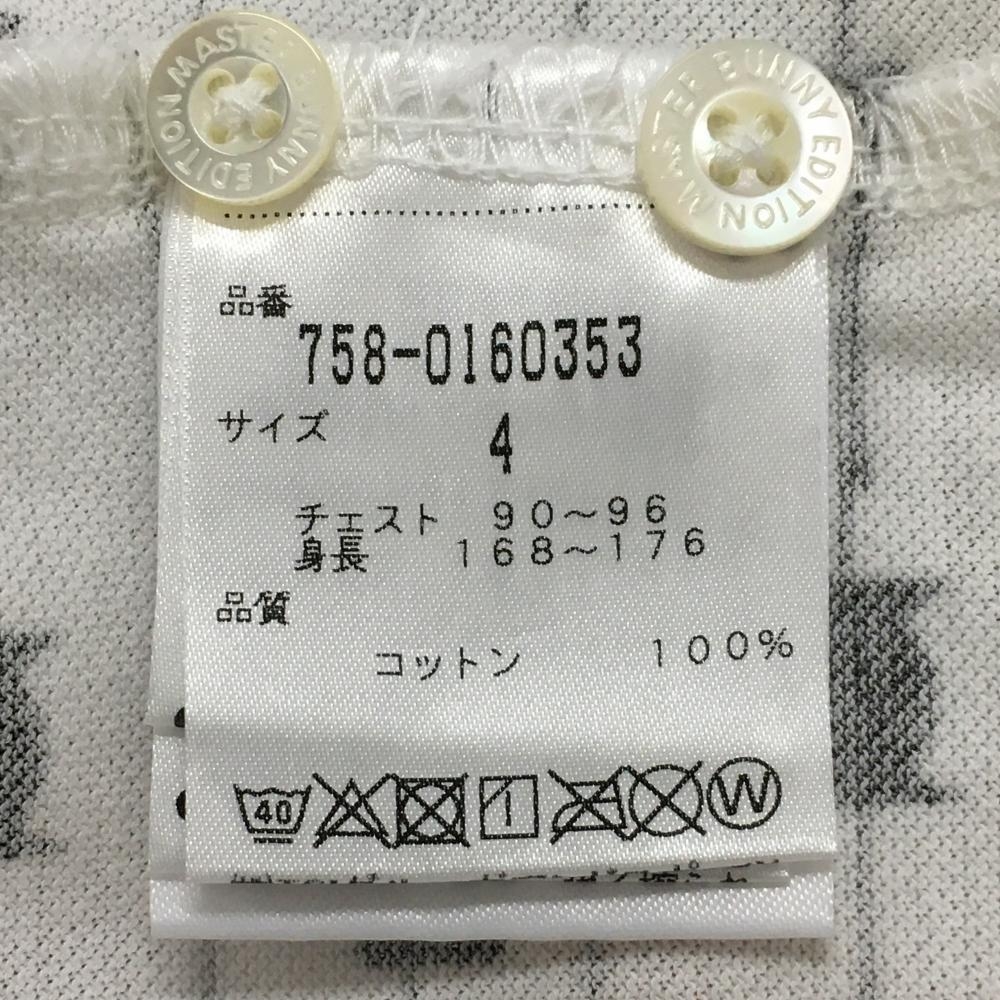 MASTER BUNNY EDITION
MASTER BUNNY EDITION
品番
758-0160353
サイズ
4
チェスト 90～96
身長 168～176
品質
コットン 100%
40
W